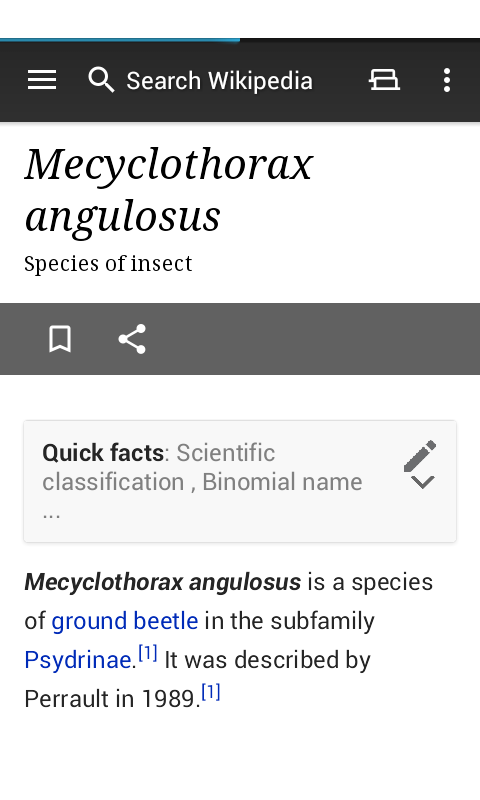 Search Wikipedia
Mecyclothorax
angulosus
Species of insect
Quick facts: Scientific
classification , Binomial name
...
Mecyclothorax angulosus is a species
of ground beetle in the subfamily
Psydrinae.[1] It was described by
Perrault in 1989.[1]